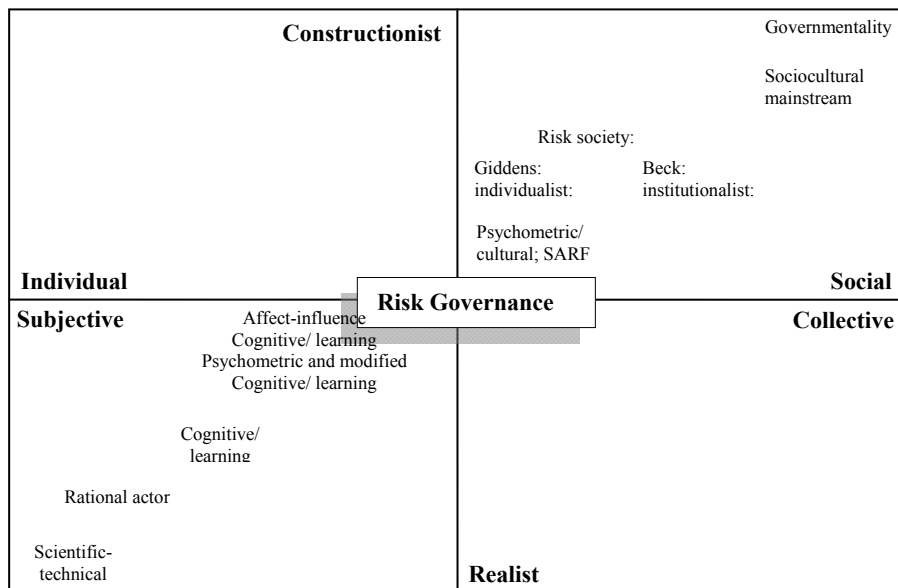 Constructionist
Governmentality
Sociocultural
mainstream
Risk society:
Giddens:
individualist:
Beck:
institutionalist:
Psychometric/
cultural; SARF
Individual
Social
Risk Governance
Subjective
Collective
Affect-influence
Cognitive/ learning
Psychometric and modified
Cognitive/ learning
Cognitive/
learning
Rational actor
Scientific-
technical
Realist